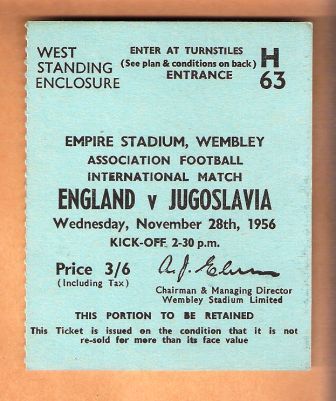 WEST STANDING ENCLOSURE
ENTER AT TURNSTILES
(See plan & conditions on back)
ENTRANCE
H
63
EMPIRE STADIUM, WEMBLEY
ASSOCIATION FOOTBALL
INTERNATIONAL MATCH
ENGLAND v JUGOSLAVIA
Wednesday, November 28th, 1956
KICK-OFF 2-30 p.m.
Price 3/6
(Including Tax)
Chairman & Managing Director
Wembley Stadium Limited
THIS PORTION TO BE RETAINED
This Ticket is issued on the condition that it is not
re-sold for more than its face value